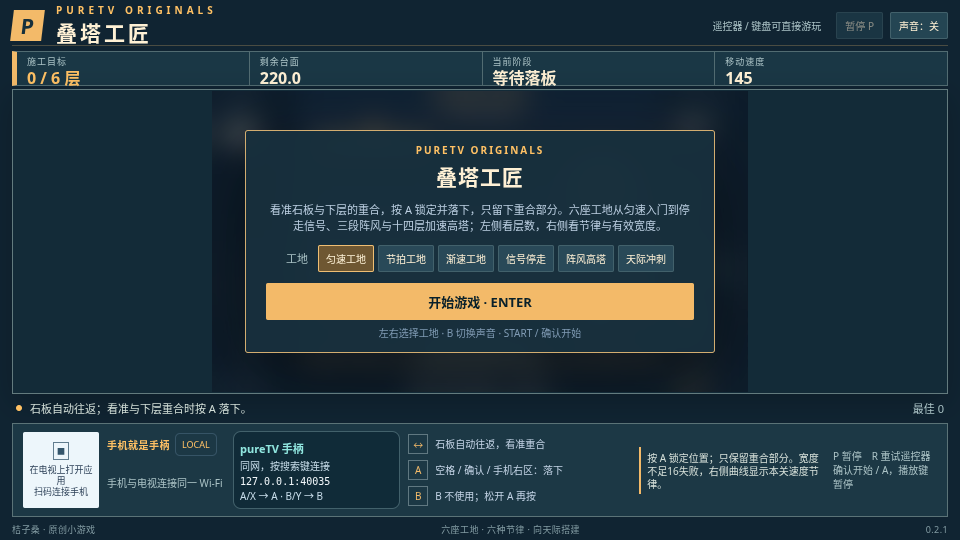 P
PURETV ORIGINALS
叠塔工匠
遥控器 / 键盘可直接游玩
暂停 P
声音: 关
施工目标
0 / 6 层
剩余台面
220.0
当前阶段
等待落板
移动速度
145
PURETV ORIGINALS
叠塔工匠
看准石板与下层的重合，按 A 锁定并落下，只留下重合部分。六座工地从匀速入门到停
走信号、三段阵风与十四层加速高塔；左侧看层数，右侧看节律与有效宽度。
工地
匀速工地
节拍工地
渐速工地
信号停走
阵风高塔
天际冲刺
开始游戏 · ENTER
左右选择工地 · B 切换声音 · START / 确认开始
石板自动往返；看准与下层重合时按 A 落下。
最佳 0
在电视上打开应
用
扫码连接手机
手机就是手柄
LOCAL
手机与电视连接同一 Wi-Fi
pureTV 手柄
同网，按搜索键连接
127.0.0.1:40035
A/X → A · B/Y → B
↔ 石板自动往返，看准重合
A 空格 / 确认 / 手机右区：落下
B B 不使用；松开 A 再按
按 A 锁定位置；只保留重合部分。宽度
不足16失败，右侧曲线显示本关速度节
律。
P 暂停 R 重试遥控器
确认开始 / A，播放键
暂停
桔子桑 · 原创小游戏
六座工地 · 六种节律 · 向天际搭建
0.2.1